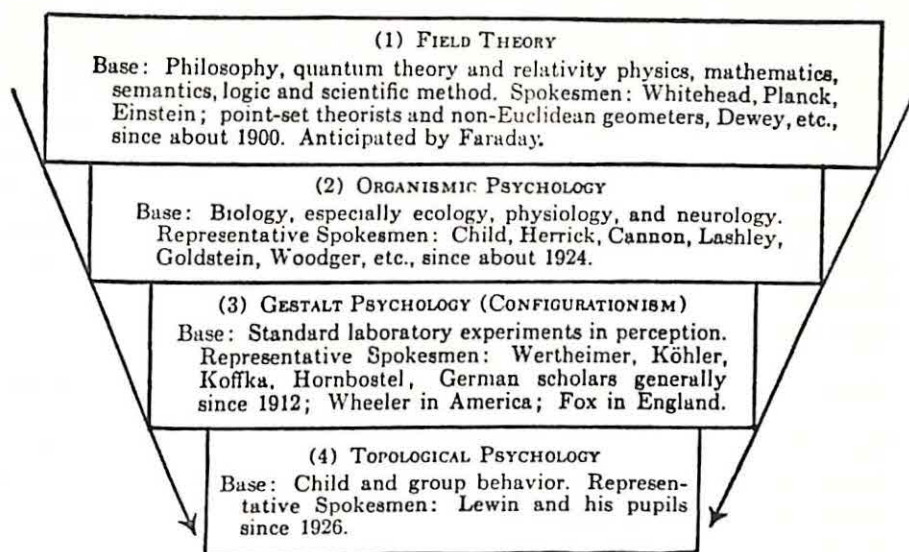 (1) FIELD THEORY
Base: Philosophy, quantum theory and relativity physics, mathematics,
semantics, logic and scientific method. Spokesmen: Whitehead, Planck,
Einstein; point-set theorists and non-Euclidean geometers, Dewey, etc.,
since about 1900. Anticipated by Faraday.
(2) ORGANISMIC PSYCHOLOGY
Base: Biology, especially ecology, physiology, and neurology.
Representative Spokesmen: Child, Herrick, Cannon, Lashley,
Goldstein, Woodger, etc., since about 1924.
(3) GESTALT PSYCHOLOGY (CONFIGURATIONISM)
Base: Standard laboratory experiments in perception.
Representative Spokesmen: Wertheimer, Köhler,
Koffka, Hornbostel, German scholars generally
since 1912; Wheeler in America; Fox in England.
(4) TOPOLOGICAL PSYCHOLOGY
Base: Child and group behavior. Represen-
tative Spokesmen: Lewin and his pupils
since 1926.